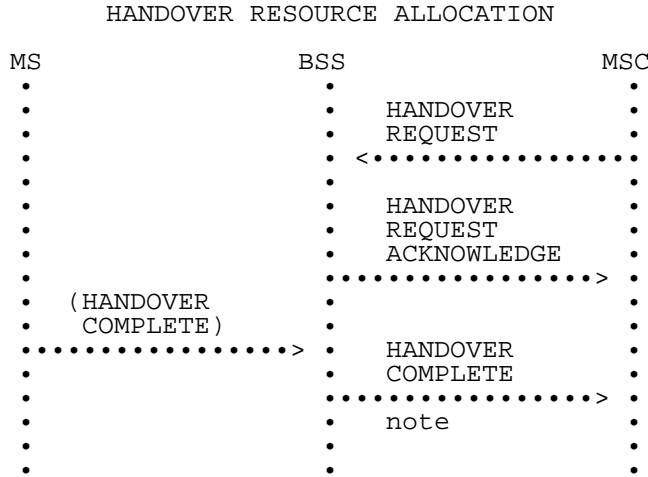 HANDOVER RESOURCE ALLOCATION
MS BSS MSC
HANDOVER
REQUEST
HANDOVER
REQUEST
ACKNOWLEDGE
(HANDOVER
COMPLETE)
HANDOVER
COMPLETE
note